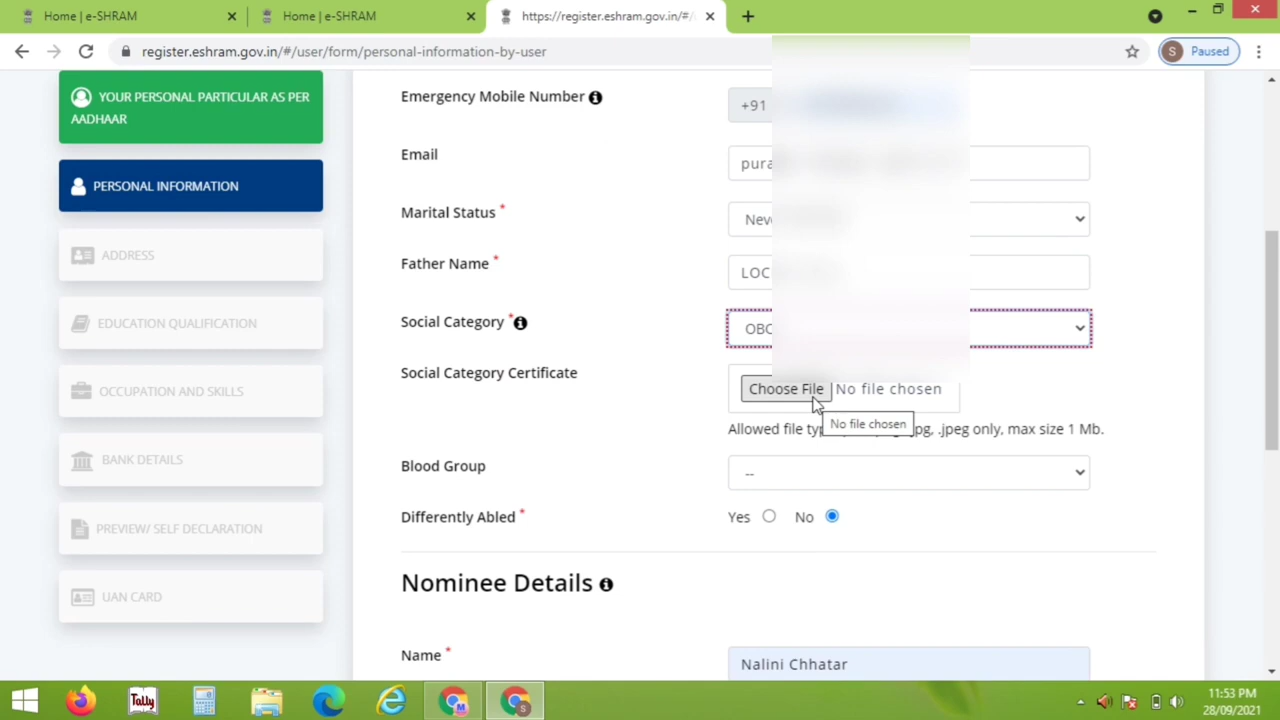 Home | e-SHRAM
Home | e-SHRAM
https://register.eshram.gov.in/#/
register.eshram.gov.in/#/user/form/personal-information-by-user
S Paused
YOUR PERSONAL PARTICULAR AS PER
AADHAAR
PERSONAL INFORMATION
ADDRESS
EDUCATION QUALIFICATION
OCCUPATION AND SKILLS
BANK DETAILS
PREVIEW/ SELF DECLARATION
UAN CARD
Emergency Mobile Number
+91
Email
pura
Marital Status *
Neve
Father Name *
LOC
Social Category *
OBC
Social Category Certificate
Choose File No file chosen
No file chosen
Allowed file .jpeg only, max size 1 Mb.
Blood Group
--
Differently Abled *
Yes No
Nominee Details
Name *
Nalini Chhatar
Tally
M
S
11:53 PM
28/09/2021